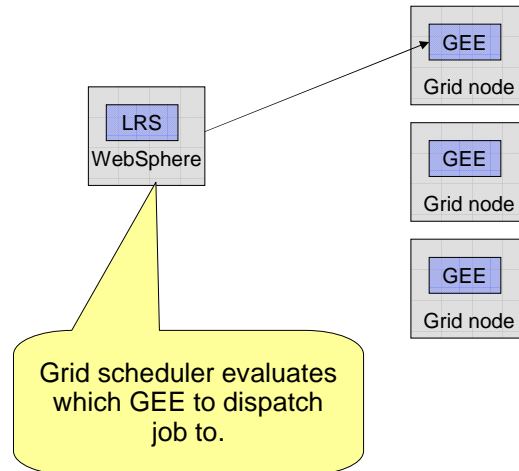 GEE
Grid node
LRS
WebSphere
GEE
Grid node
GEE
Grid node
Grid scheduler evaluates
which GEE to dispatch
job to.